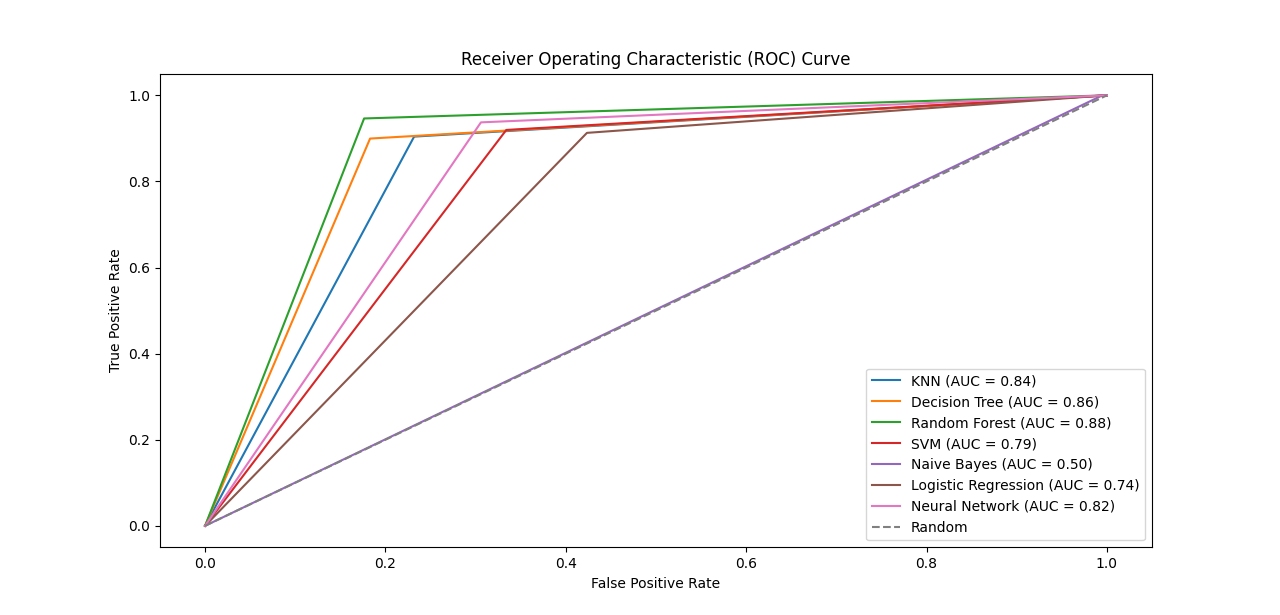 Receiver Operating Characteristic (ROC) Curve
1.0
0.8
0.6
0.4
0.2
0.0
True Positive Rate
0.0 0.2 0.4 0.6 0.8 1.0
False Positive Rate
KNN (AUC = 0.84)
Decision Tree (AUC = 0.86)
Random Forest (AUC = 0.88)
SVM (AUC = 0.79)
Naive Bayes (AUC = 0.50)
Logistic Regression (AUC = 0.74)
Neural Network (AUC = 0.82)
Random